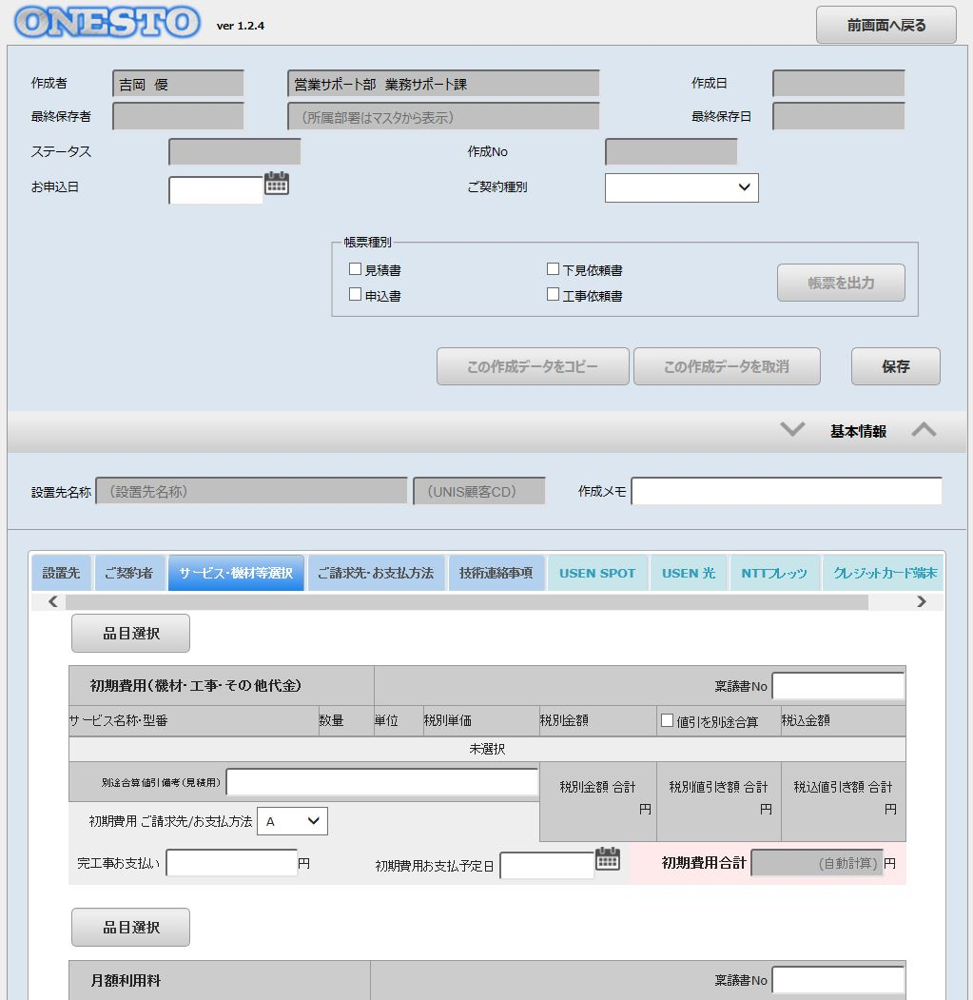 ONESTO ver 1.2.4 前画面へ戻る
作成者 吉岡 優 営業サポート部 業務サポート課 作成日
最終保存者 （所属部署はマスタから表示） 最終保存日
ステータス 作成No
お申込日 ご契約種別
帳票種別
見積書 下見依頼書
帳票を出力
申込書 工事依頼書
この作成データをコピー この作成データを取消 保存
基本情報
設置先名称 （設置先名称） （UNIS顧客CD） 作成メモ
設置先 ご契約者 サービス・機材等選択 ご請求先・お支払方法 技術連絡事項 USEN SPOT USEN 光 NTTフレッツ クレジットカード端末
品目選択
初期費用（機材・工事・その他代金） 稟議書No
サービス名称・型番 数量 単位 税別単価 税別金額 値引を別途合算 税込金額
未選択
別途合算値引備考（見積用） 税別金額 合計 税別値引き額 合計 税込値引き額 合計
円 円 円
初期費用 ご請求先/お支払方法 A
完工事お支払い 円 初期費用お支払予定日 初期費用合計 （自動計算） 円
品目選択
月額利用料 稟議書No